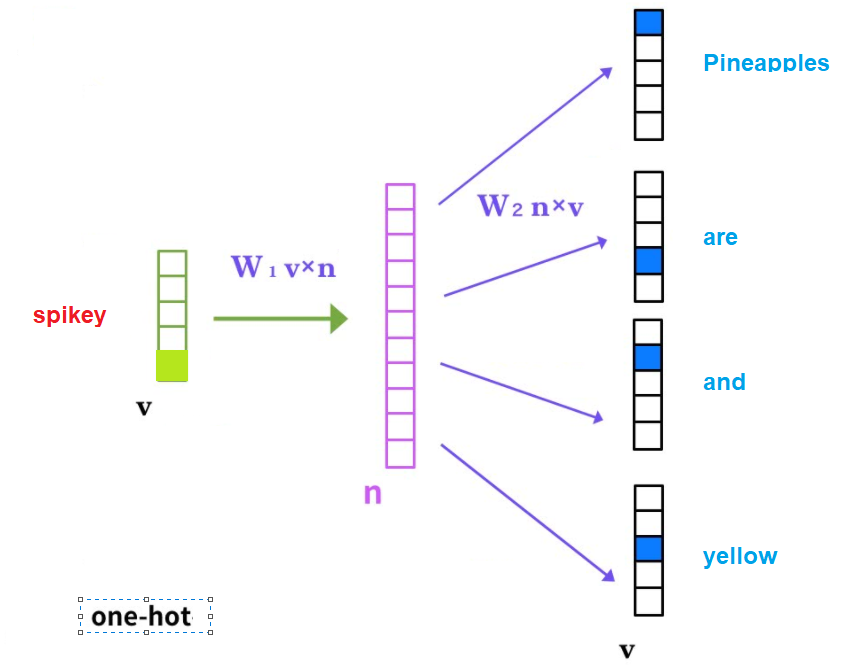 Pineapples
W₂ n×v
are
W₁ v×n
spikey
and
v
n
yellow
one-hot
v